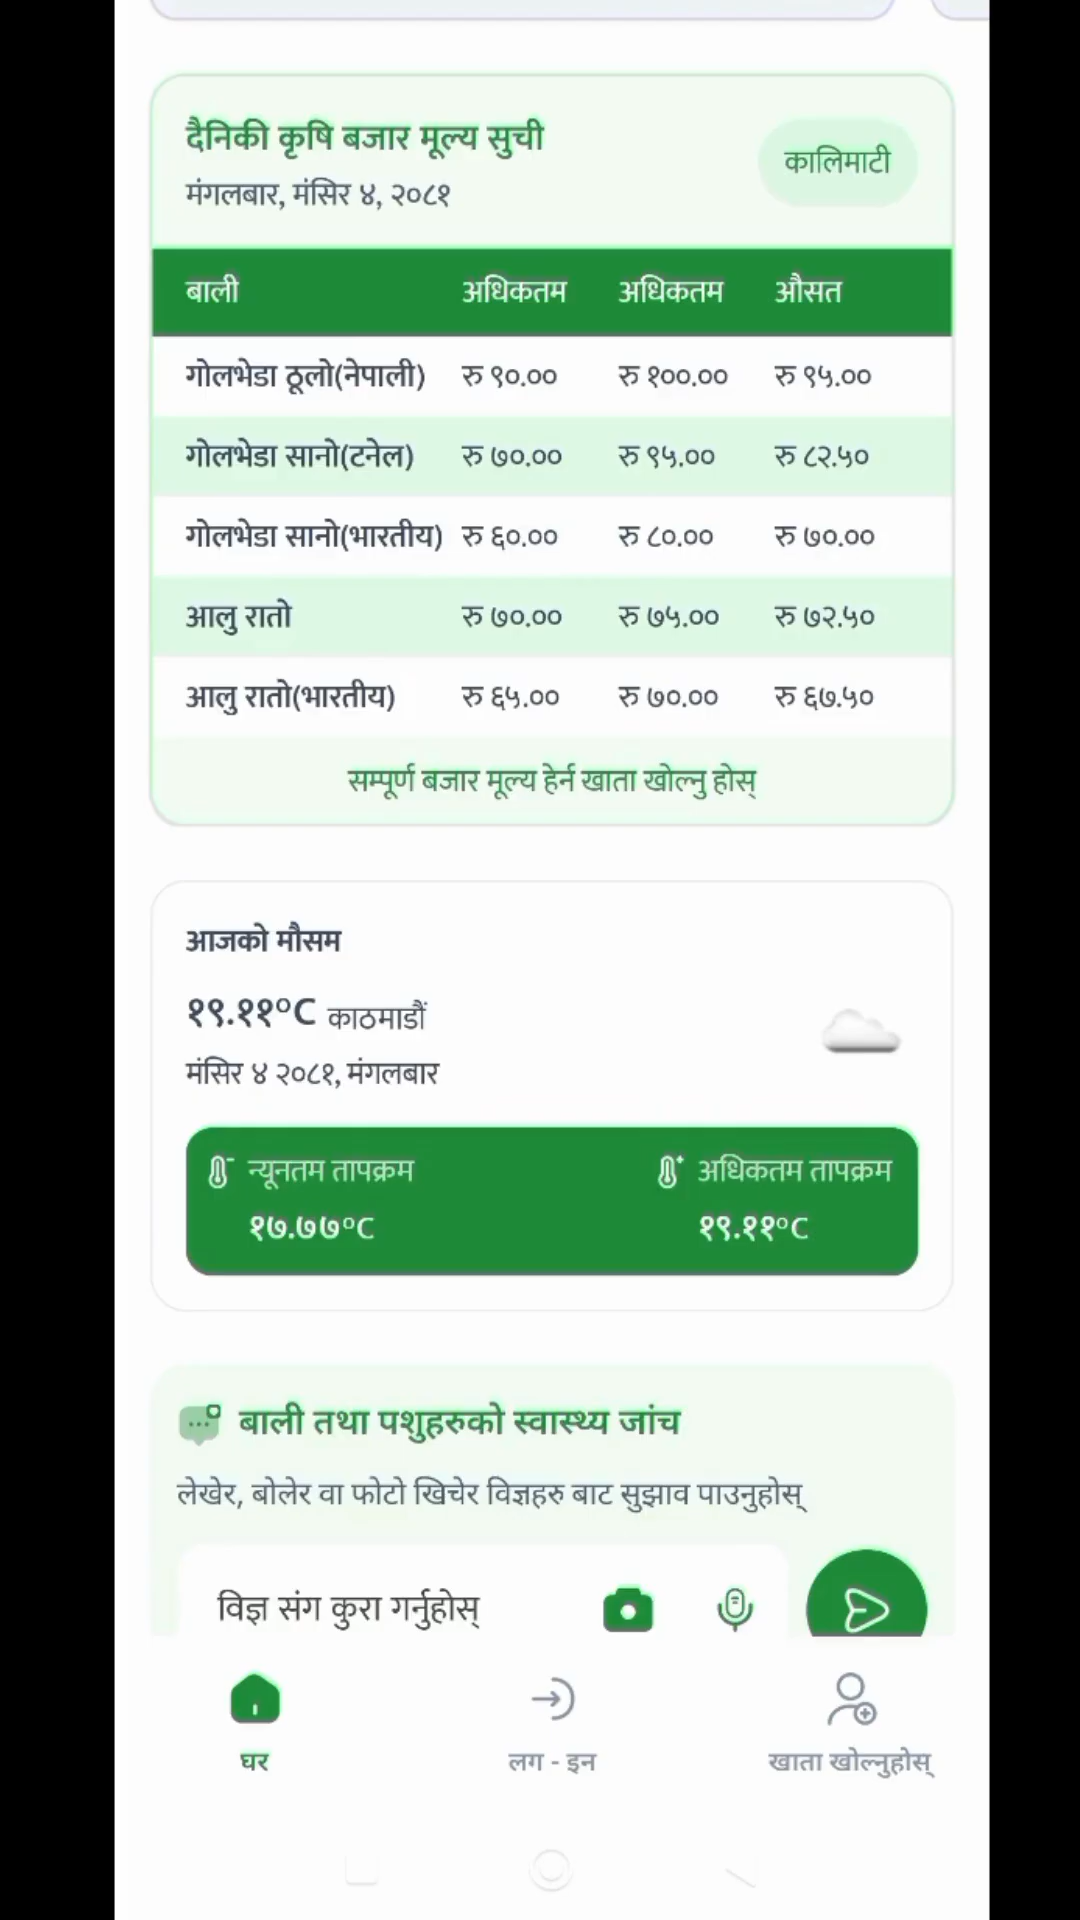 दैनिकी कृषि बजार मूल्य सुची
मंगलबार, मंसिर ४, २०८१
कालिमाटी
बाली अधिकतम अधिकतम औसत
गोलभेडा ठूलो(नेपाली) रु ९०.०० रु १००.०० रु ९५.००
गोलभेडा सानो(टनेल) रु ७०.०० रु ९५.०० रु ८२.५०
गोलभेडा सानो(भारतीय) रु ६०.०० रु ८०.०० रु ७०.००
आलु रातो रु ७०.०० रु ७५.०० रु ७२.५०
आलु रातो(भारतीय) रु ६५.०० रु ७०.०० रु ६७.५०
सम्पूर्ण बजार मूल्य हेर्न खाता खोल्नु होस्
आजको मौसम
१९.११°C काठमाडौं
मंसिर ४ २०८१, मंगलबार
न्यूनतम तापक्रम अधिकतम तापक्रम
१७.७७°C १९.११°C
बाली तथा पशुहरुको स्वास्थ्य जांच
लेखेर, बोलेर वा फोटो खिचेर विज्ञहरु बाट सुझाव पाउनुहोस्
विज्ञ संग कुरा गर्नुहोस्
घर लग - इन खाता खोल्नुहोस्